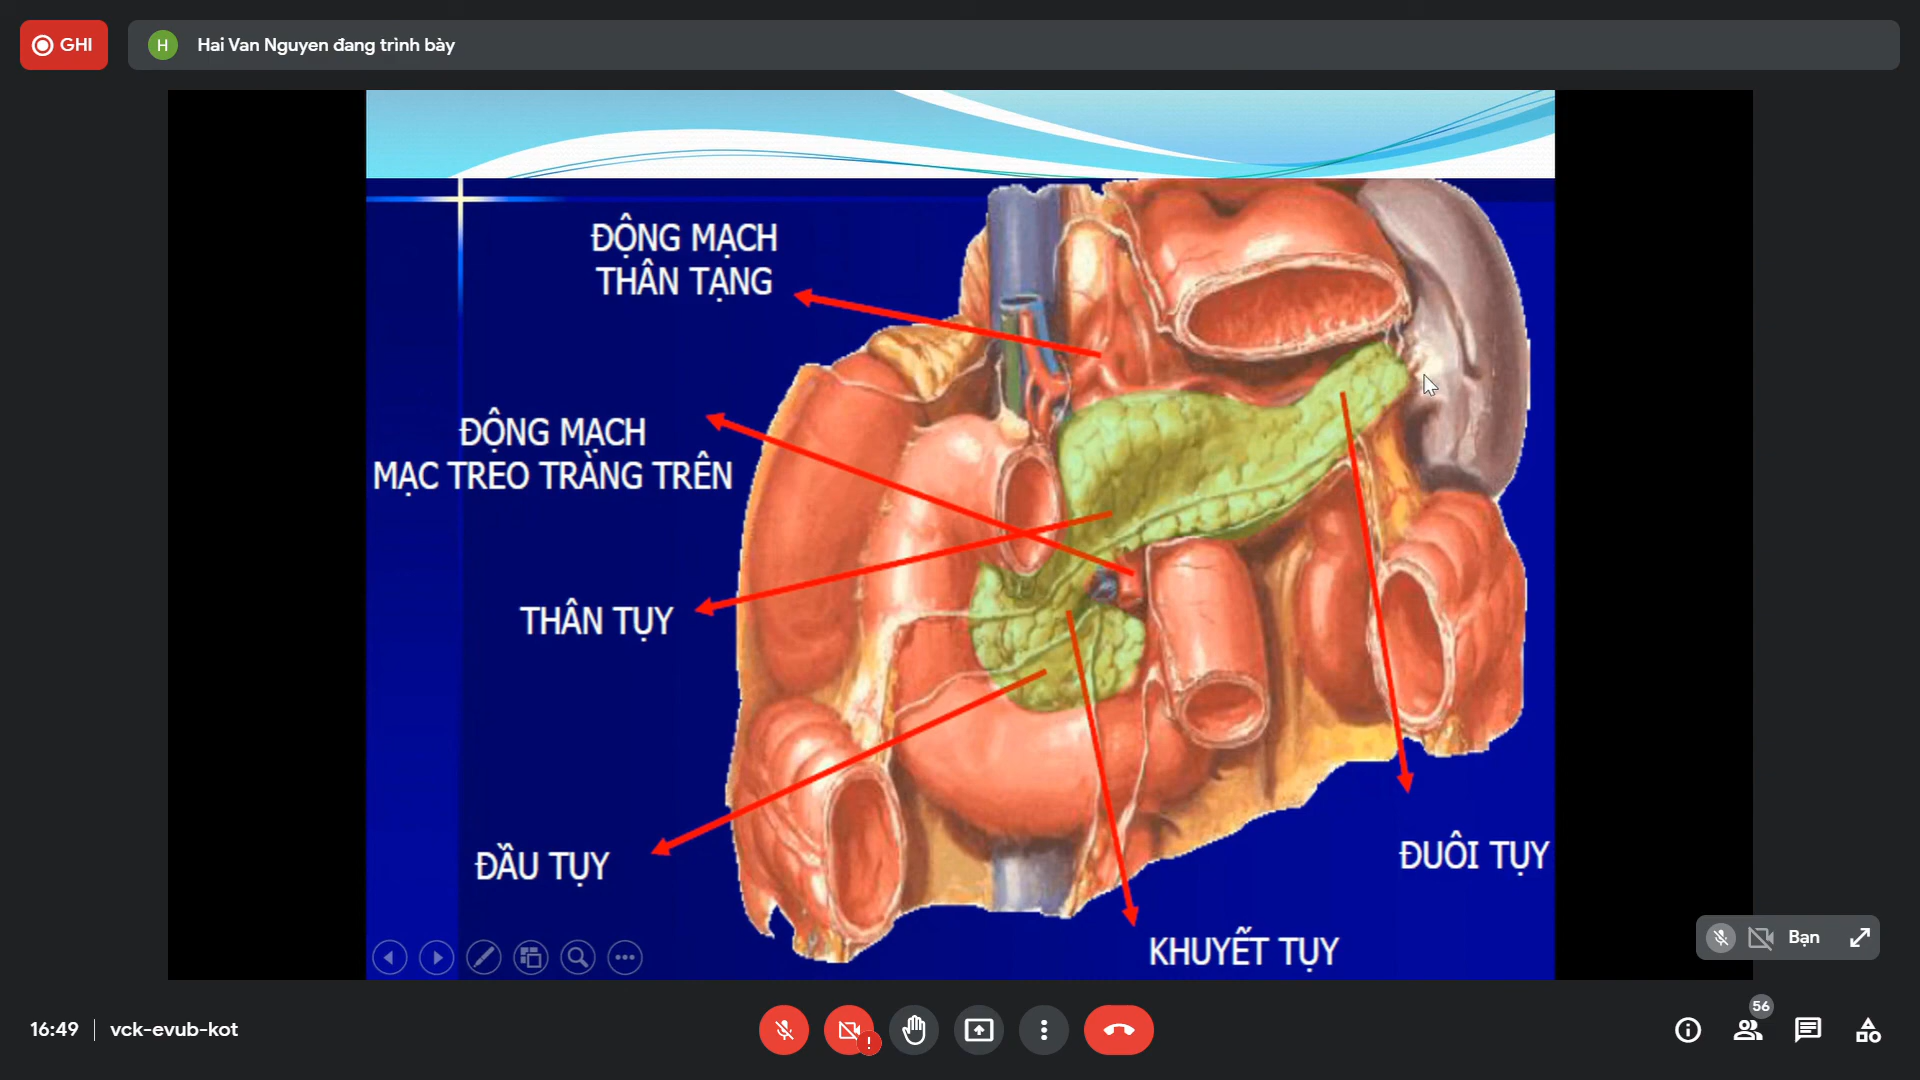 GHI
H
Hai Van Nguyen đang trình bày
ĐỘNG MẠCH
THÂN TẠNG
ĐỘNG MẠCH
MẠC TREO TRÀNG TRÊN
THÂN TỤY
ĐẦU TỤY
KHUYẾT TỤY
ĐUÔI TỤY
Bạn
16:49
vck-evub-kot
!
56